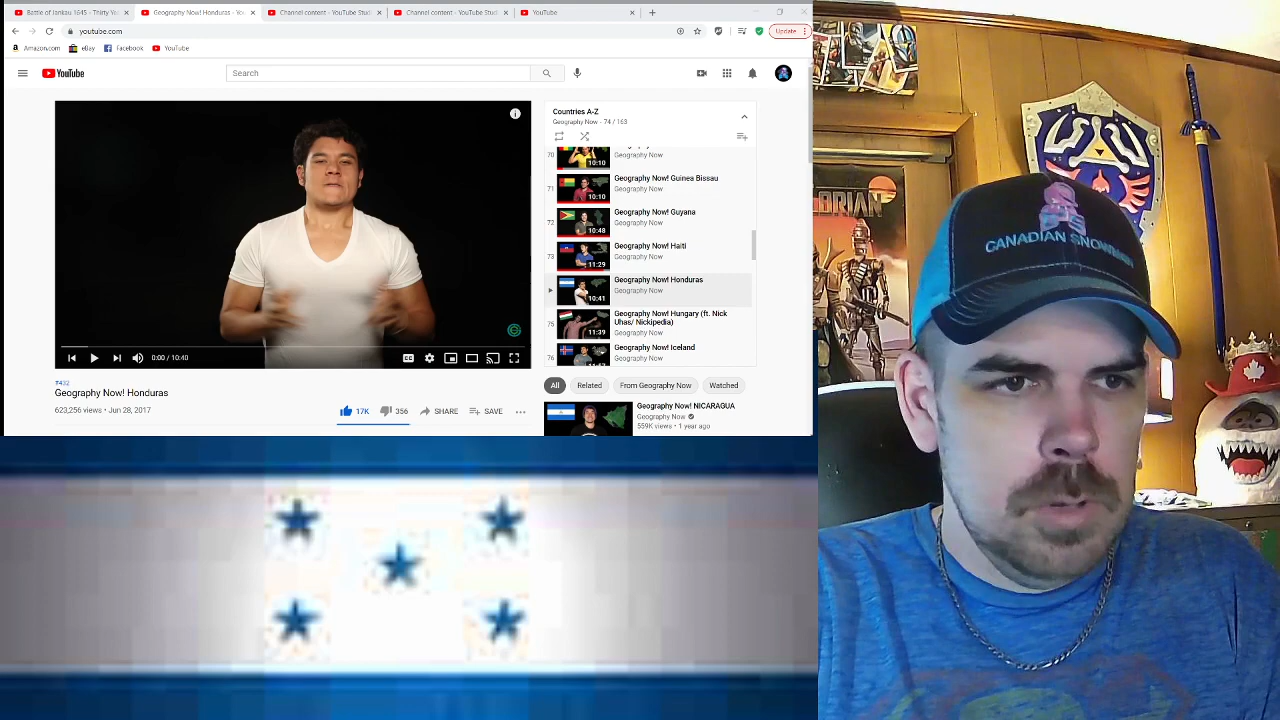 Battle of Jankau 1645 - Thirty Ye
Geography Now! Honduras - Yo
Channel content - YouTube Stud
Channel content - YouTube Stud
YouTube
youtube.com
Update
Amazon.com
eBay
Facebook
YouTube
YouTube
Search
Countries A-Z
Geography Now - 74 / 163
70
10:10
Geography Now
71
10:10
Geography Now! Guinea Bissau
Geography Now
72
10:48
Geography Now! Guyana
Geography Now
73
11:29
Geography Now! Haiti
Geography Now
10:41
Geography Now! Honduras
Geography Now
75
11:39
Geography Now! Hungary (ft. Nick
Uhas/ Nickipedia)
Geography Now
76
Geography Now! Iceland
Geography Now
0:00 / 10:40
CC
#432
Geography Now! Honduras
623,256 views • Jun 28, 2017
17K
356
SHARE
SAVE
All
Related
From Geography Now
Watched
Geography Now! NICARAGUA
Geography Now
559K views • 1 year ago
ORIAN
CANADIAN SNOWMAN